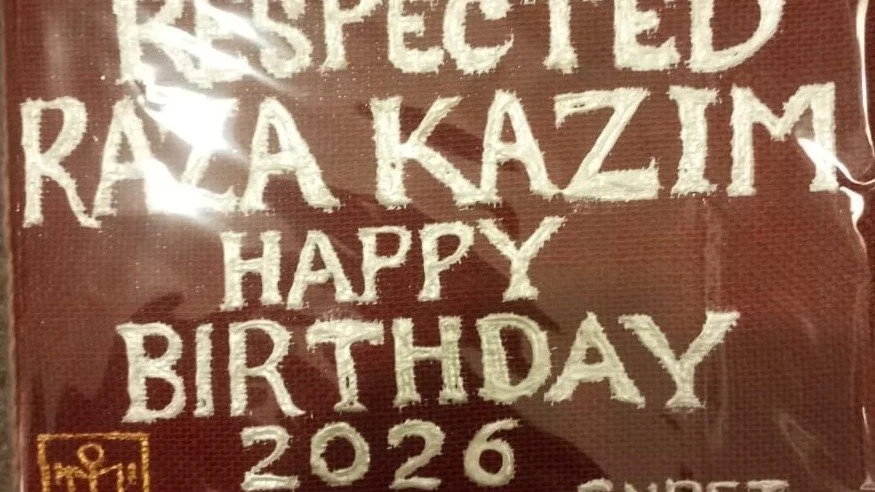 RESPECTED
RAZA KAZIM
HAPPY
BIRTHDAY
2026